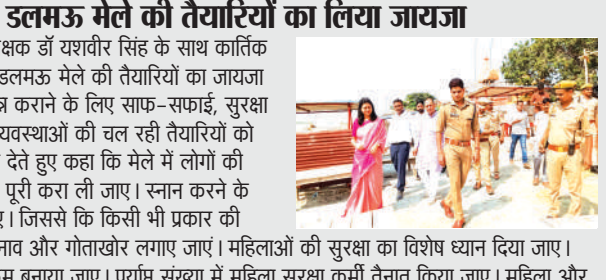 डलमऊ मेले की तैयारियों का लिया जायजा
क्षक डॉ यशवीर सिंह के साथ कार्तिक
डलमऊ मेले की तैयारियों का जायजा
न्न कराने के लिए साफ-सफाई, सुरक्षा
यवस्थाओं की चल रही तैयारियों को
देते हुए कहा कि मेले में लोगों की
पूरी करा ली जाए। स्नान करने के
ए। जिससे कि किसी भी प्रकार की
नाव और गोताखोर लगाए जाएं। महिलाओं की सुरक्षा का विशेष ध्यान दिया जाए।
म बनाया जाए। पर्याप्त संख्या में महिला सुरक्षा कर्मी तैनात किया जाए। महिला और